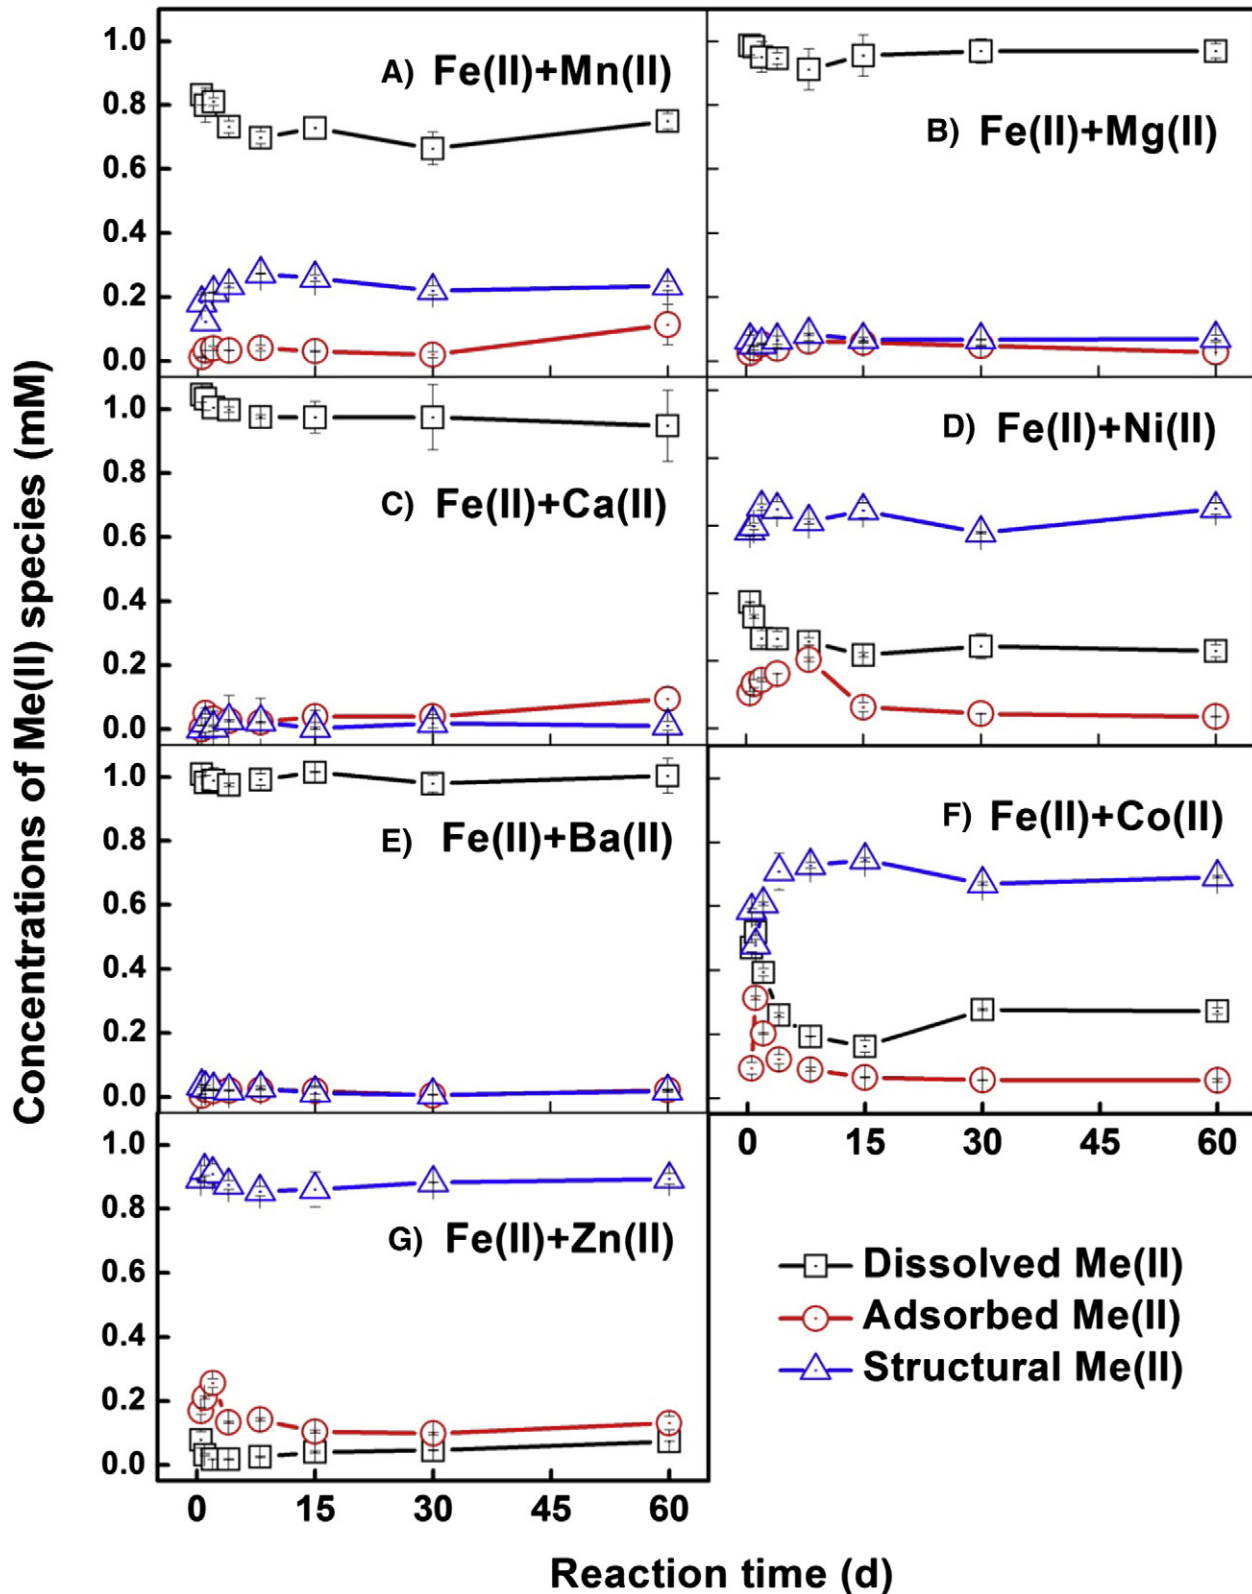 Concentrations of Me(II) species (mM)
1.0
0.8
0.6
0.4
0.2
0.0
A) Fe(II)+Mn(II)
B) Fe(II)+Mg(II)
1.0
0.8
0.6
0.4
0.2
0.0
C) Fe(II)+Ca(II)
D) Fe(II)+Ni(II)
1.0
0.8
0.6
0.4
0.2
0.0
E) Fe(II)+Ba(II)
F) Fe(II)+Co(II)
0 15 30 45 60
1.0
0.8
0.6
0.4
0.2
0.0
G) Fe(II)+Zn(II)
Dissolved Me(II)
Adsorbed Me(II)
Structural Me(II)
0 15 30 45 60
Reaction time (d)